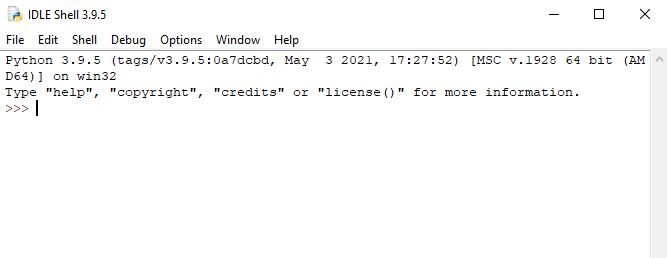 IDLE Shell 3.9.5
File Edit Shell Debug Options Window Help
Python 3.9.5 (tags/v3.9.5:0a7dcbd, May  3 2021, 17:27:52) [MSC v.1928 64 bit (AM
D64)] on win32
Type "help", "copyright", "credits" or "license()" for more information.
>>>